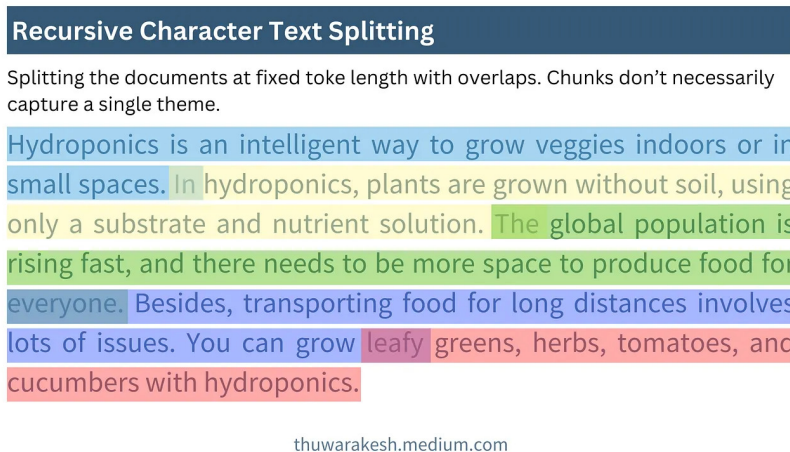 Recursive Character Text Splitting
Splitting the documents at fixed toke length with overlaps. Chunks don’t necessarily
capture a single theme.
Hydroponics is an intelligent way to grow veggies indoors or in
small spaces. In hydroponics, plants are grown without soil, using
only a substrate and nutrient solution. The global population is
rising fast, and there needs to be more space to produce food for
everyone. Besides, transporting food for long distances involves
lots of issues. You can grow leafy greens, herbs, tomatoes, and
cucumbers with hydroponics.
thuwarakesh.medium.com